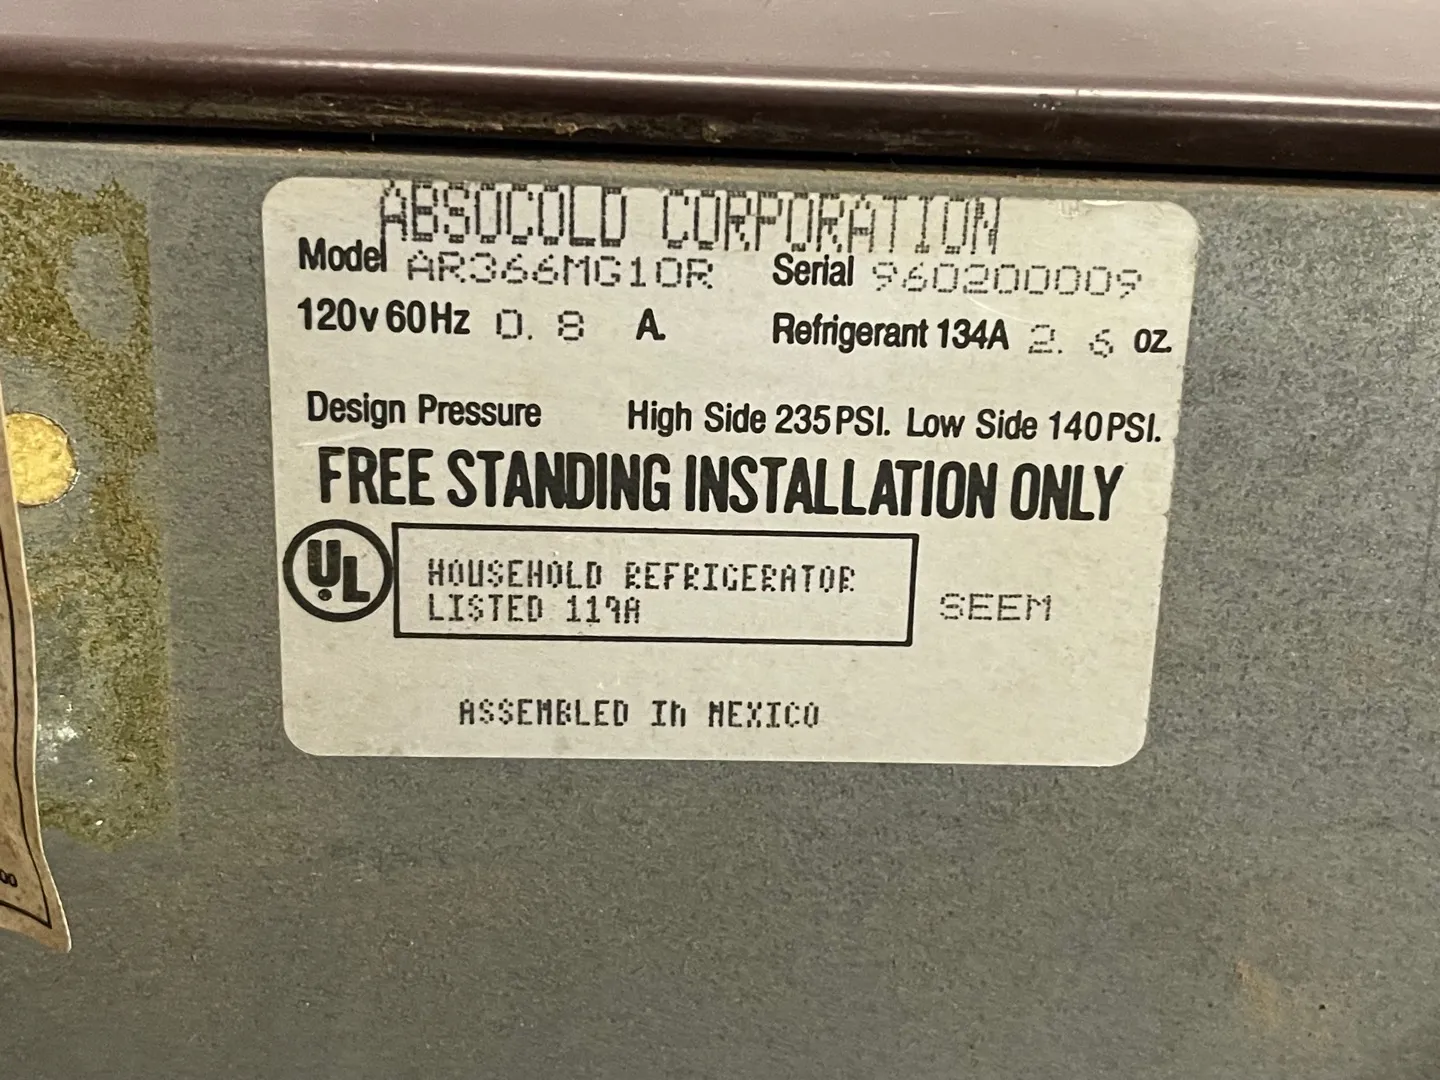 ABSOCOLD CORPORATION
Model AR366MG10R Serial 960200009
120v 60Hz 0.8 A. Refrigerant 134A 2.6 oz.
Design Pressure High Side 235 PSI. Low Side 140 PSI.
FREE STANDING INSTALLATION ONLY
UL
HOUSEHOLD REFRIGERATOR
LISTED 119A
SEEM
ASSEMBLED In MEXICO
00